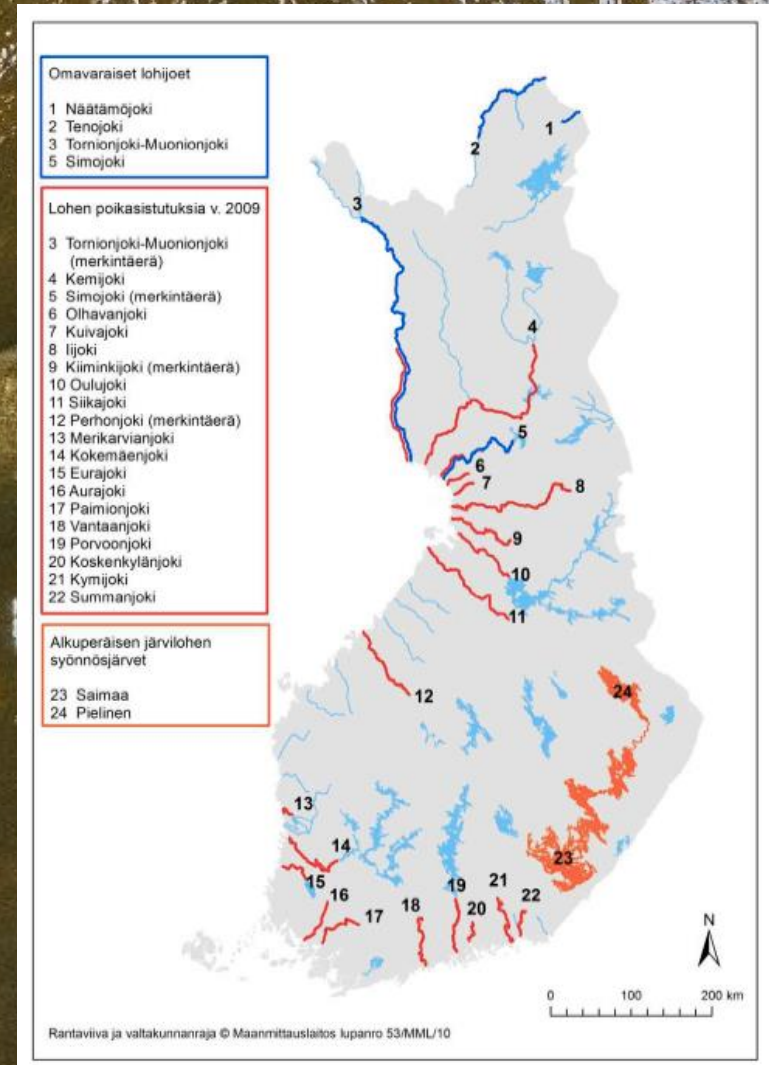 Omavaraiset lohijoet
1 Näätämöjoki
2 Tenojoki
3 Tornionjoki-Muonionjoki
5 Simojoki
Lohen poikasistutuksia v. 2009
3 Tornionjoki-Muonionjoki
(merkintäerä)
4 Kemijoki
5 Simojoki (merkintäerä)
6 Olhavanjoki
7 Kuivajoki
8 Iijoki
9 Kiiminkijoki (merkintäerä)
10 Oulujoki
11 Siikajoki
12 Perhonjoki (merkintäerä)
13 Merikarvianjoki
14 Kokemäenjoki
15 Eurajoki
16 Aurajoki
17 Paimionjoki
18 Vantaanjoki
19 Porvoonjoki
20 Koskenkylänjoki
21 Kymijoki
22 Summanjoki
Alkuperäisen järvilohen
syönnösjärvet
23 Saimaa
24 Pielinen
1
2
3
4
5
6
7
8
9
10
11
12
24
13
14
23
15
16
17
18
19
20
21
22
N
0 100 200 km
Rantaviiva ja valtakunnanraja © Maanmittauslaitos lupanro 53/MML/10